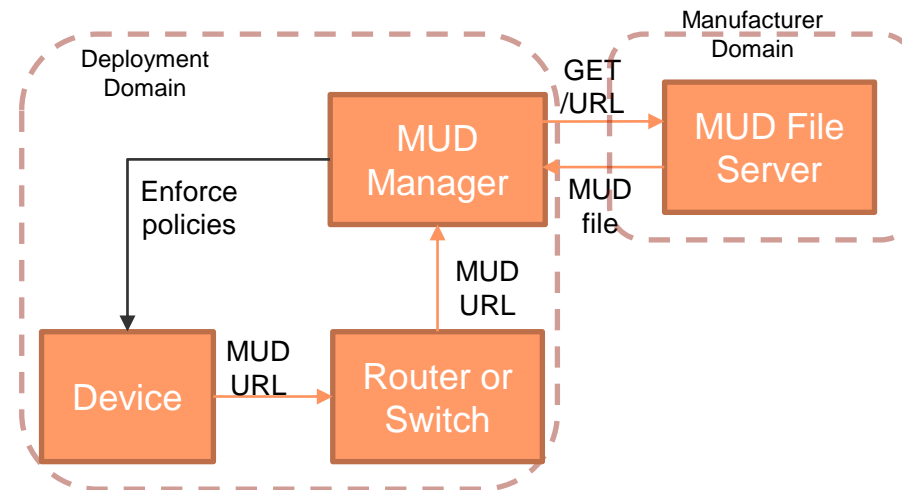 Deployment
Domain
Manufacturer
Domain
GET
/URL
MUD
Manager
MUD File
Server
MUD
file
Enforce
policies
MUD
URL
MUD
URL
Device
Router or
Switch